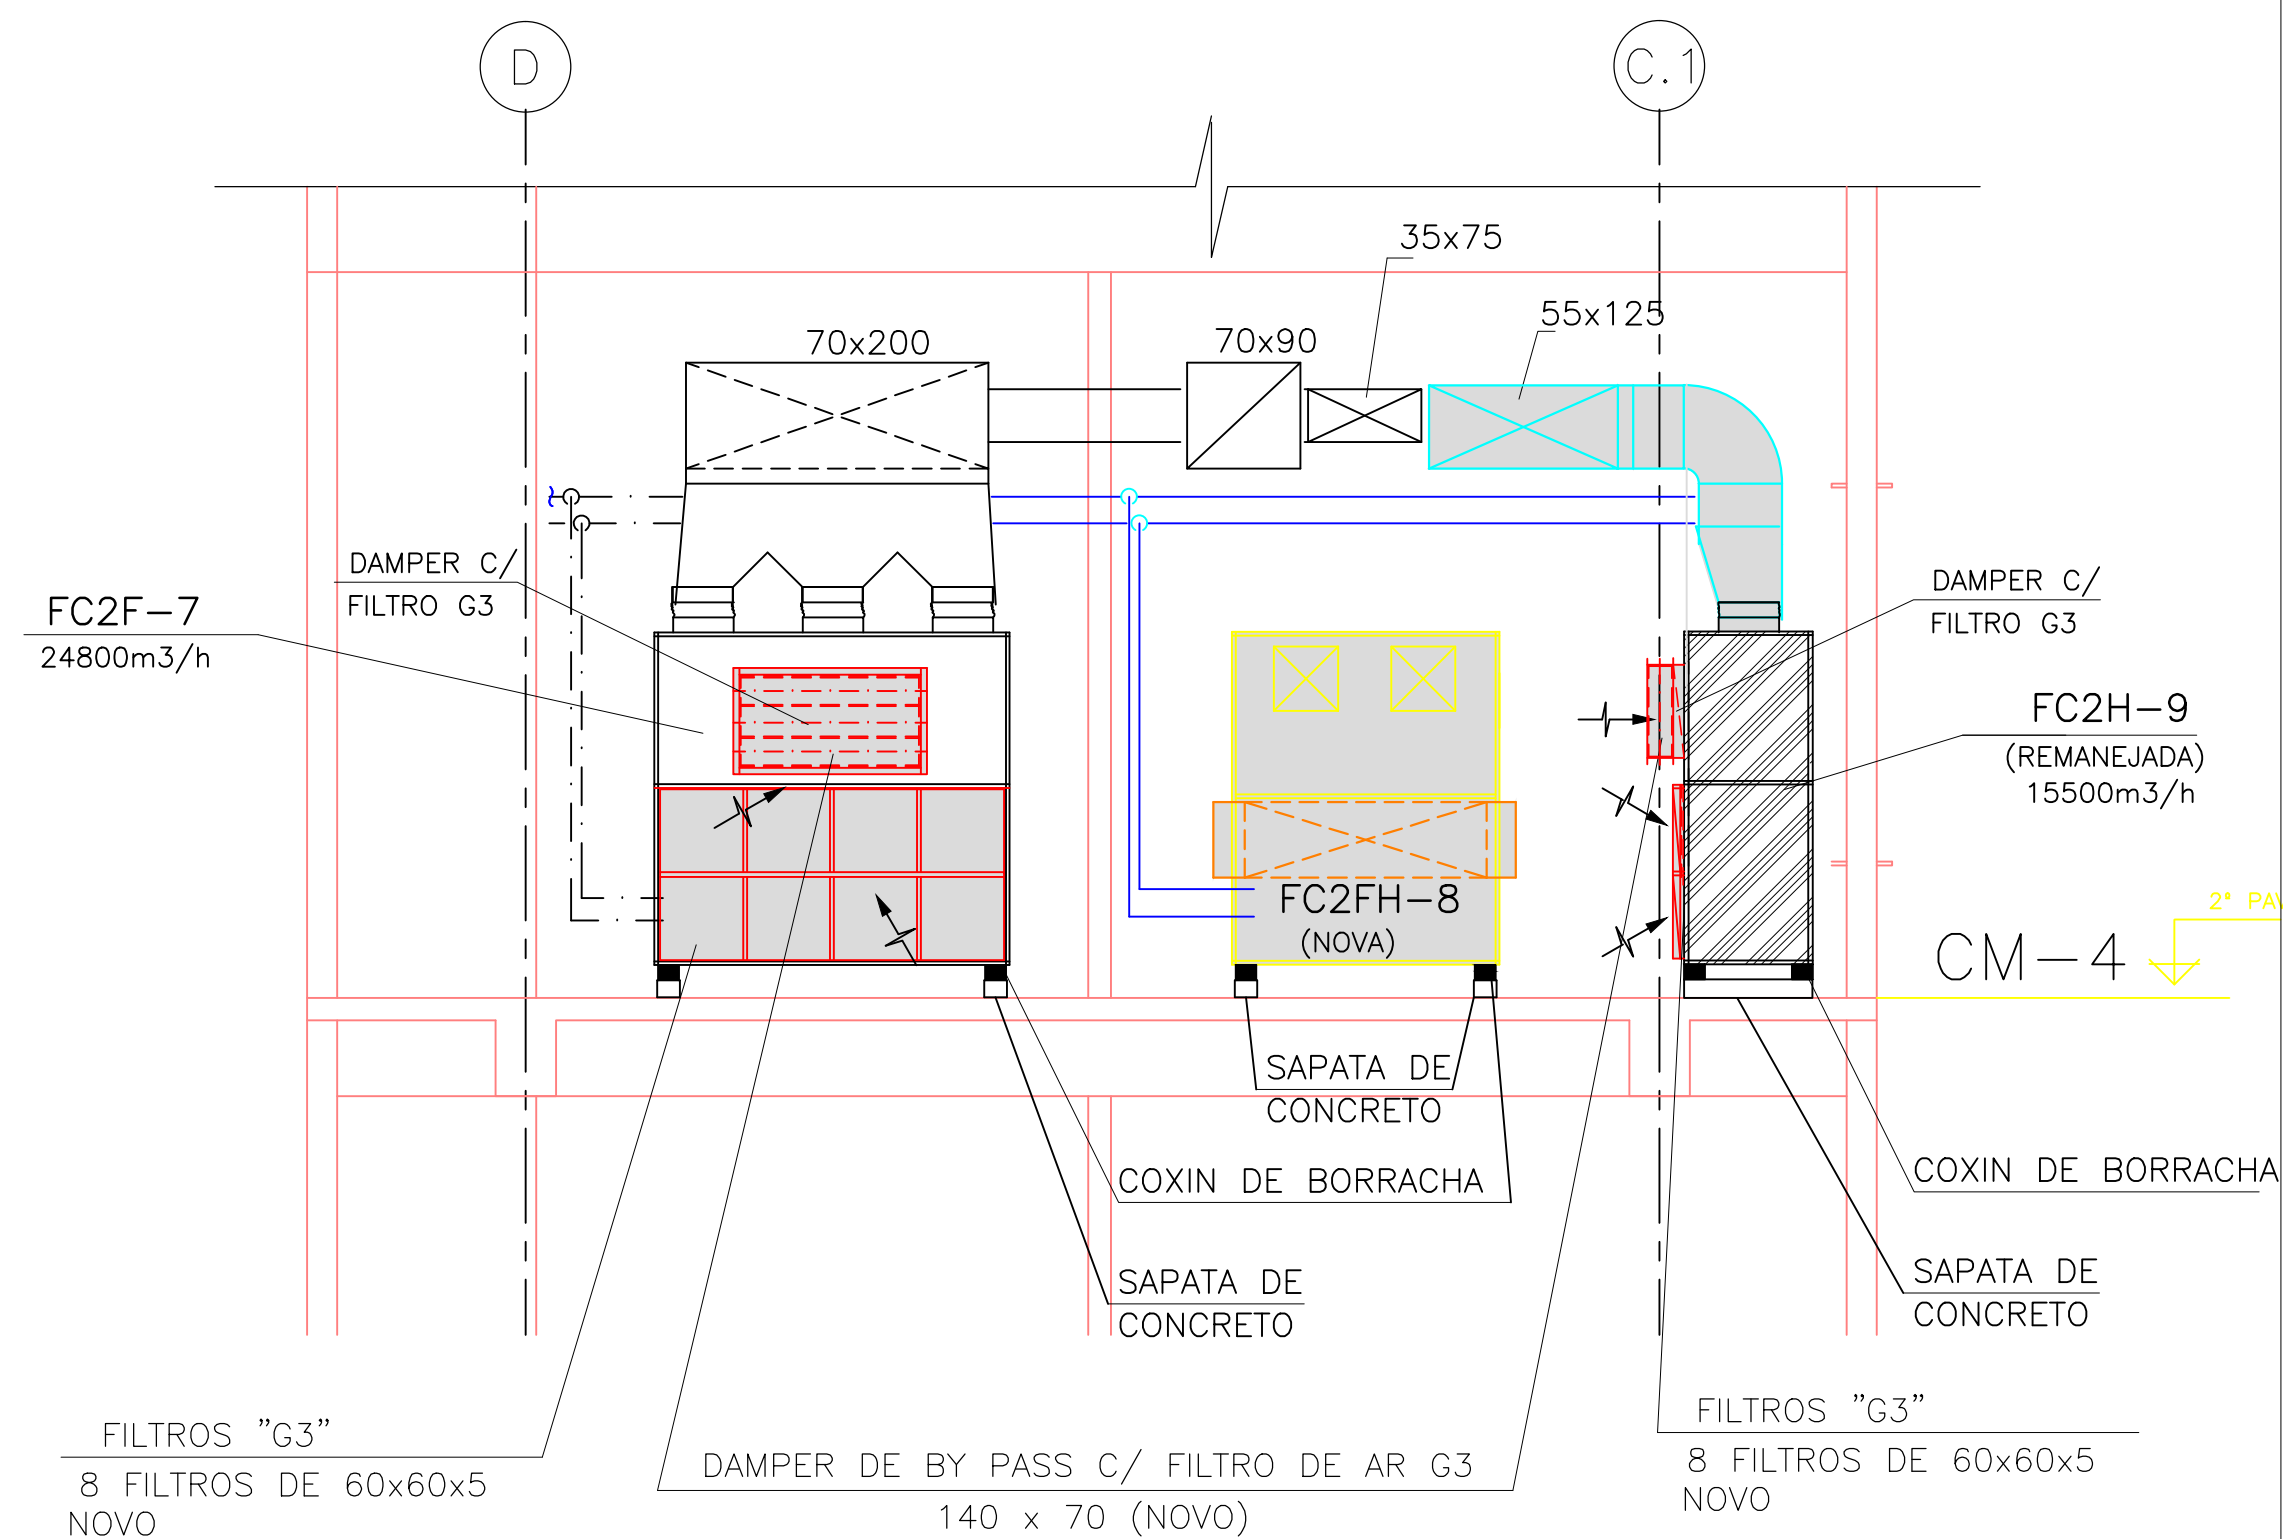 D
C.1
35x75
55x125
70x200
70x90
DAMPER C/
FILTRO G3
FC2F-7
24800m3/h
DAMPER C/
FILTRO G3
FC2H-9
(REMANEJADA)
15500m3/h
FC2FH-8
(NOVA)
2° PAV
CM-4
SAPATA DE
CONCRETO
COXIN DE BORRACHA
COXIN DE BORRACHA
SAPATA DE
CONCRETO
SAPATA DE
CONCRETO
FILTROS "G3"
8 FILTROS DE 60x60x5
NOVO
DAMPER DE BY PASS C/ FILTRO DE AR G3
140 x 70 (NOVO)
FILTROS "G3"
8 FILTROS DE 60x60x5
NOVO